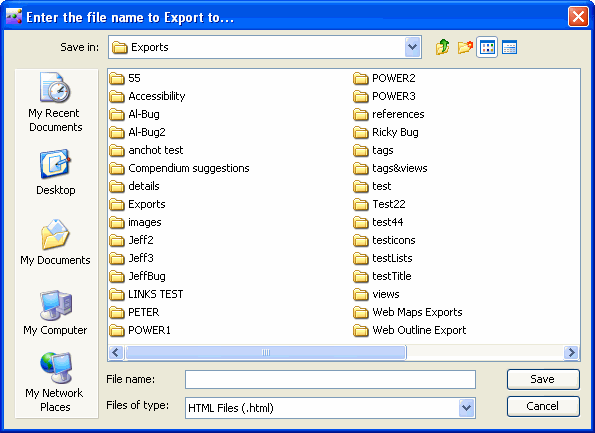 Enter the file name to Export to...
Save in:
Exports
My Recent
Documents
Desktop
My Documents
My Computer
My Network
Places
55
Accessibility
Al-Bug
Al-Bug2
anchot test
Compendium suggestions
details
Exports
images
Jeff2
Jeff3
JeffBug
LINKS TEST
PETER
POWER1
POWER2
POWER3
references
Ricky Bug
tags
tags&views
test
Test22
test44
testicons
testLists
testTitle
views
Web Maps Exports
Web Outline Export
File name:
Save
Files of type:
HTML Files (.html)
Cancel